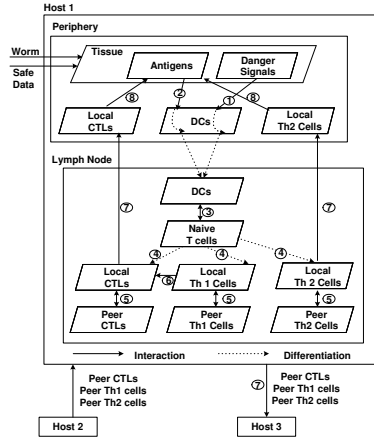 Host 1
Periphery
Worm
Safe
Data
Tissue
Antigens
Danger
Signals
⑧
②
①
⑧
Local
CTLs
DCs
Local
Th2 Cells
Lymph Node
DCs
⑦
③
⑦
Naive
T cells
④
④
④
Local
CTLs
⑥
Local
Th 1 Cells
Local
Th 2 Cells
⑤
⑤
⑤
Peer
CTLs
Peer
Th1 Cells
Peer
Th2 Cells
Interaction
Differentiation
Peer CTLs
Peer Th1 cells
Peer Th2 cells
⑦
Peer CTLs
Peer Th1 cells
Peer Th2 cells
Host 2
Host 3